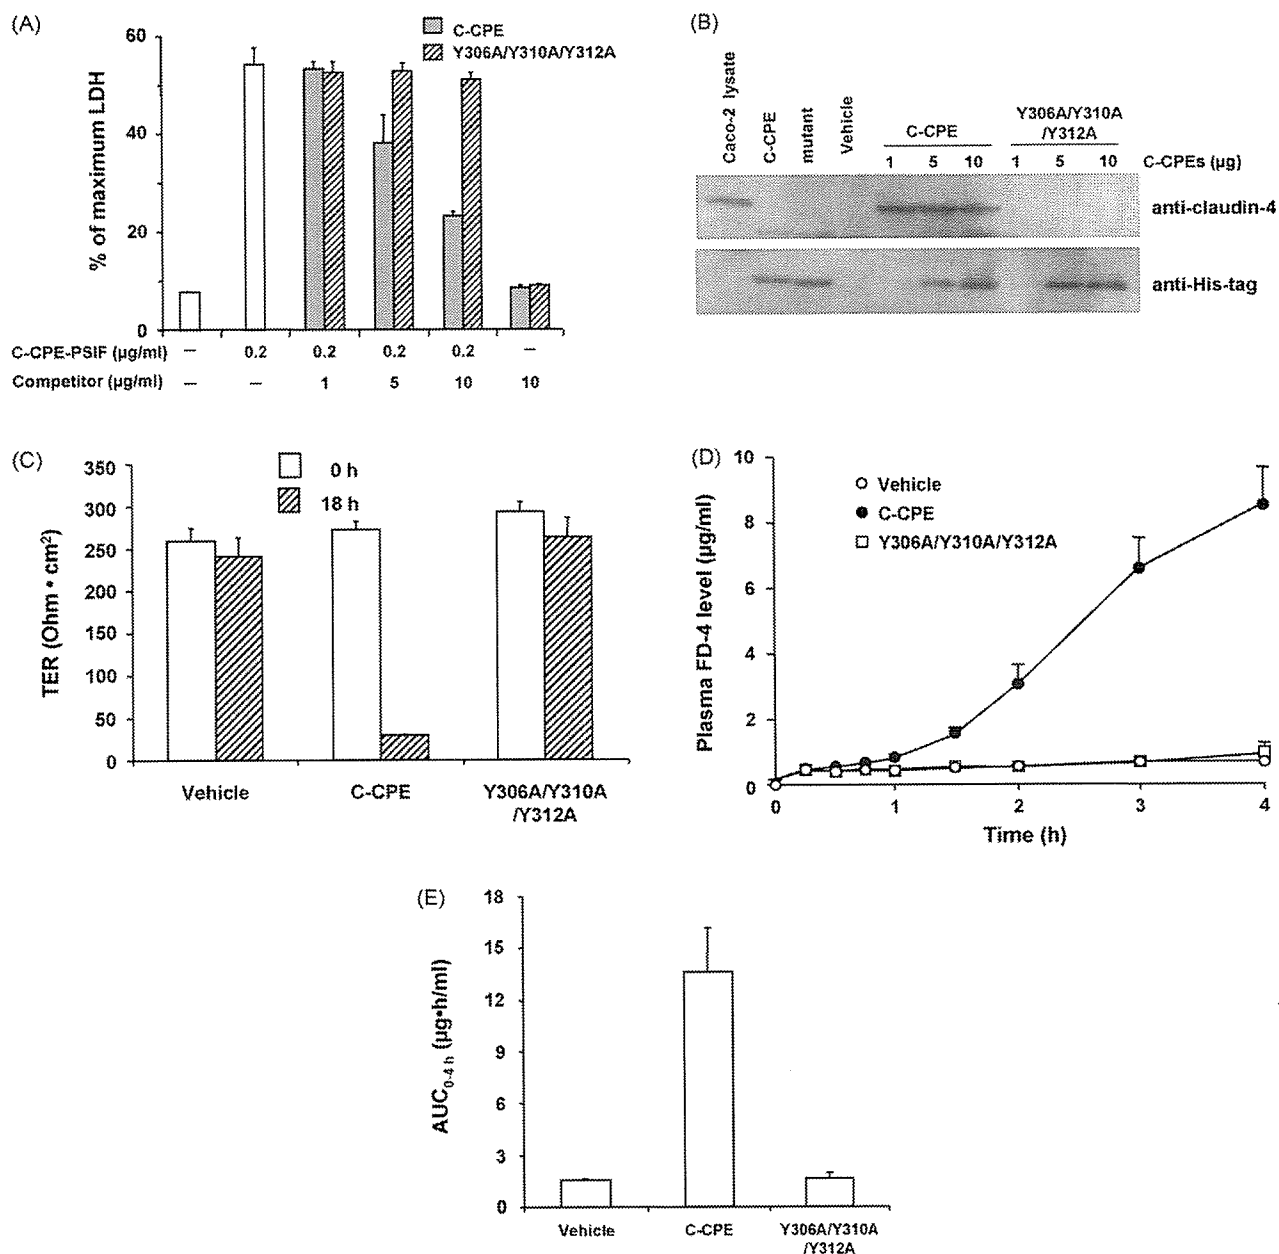 (A)
C-CPE
Y306A/Y310A/Y312A
% of maximum LDH
60
40
20
0
C-CPE-PSIF (µg/ml) — 0.2 0.2 0.2 0.2 —
Competitor (µg/ml) — — 1 5 10 10
(B)
Caco-2 lysate
C-CPE
mutant
Vehicle
C-CPE
Y306A/Y310A
/Y312A
1 5 10 1 5 10 C-CPEs (µg)
anti-claudin-4
anti-His-tag
(C)
0 h
18 h
TER (Ohm • cm²)
350
300
250
200
150
100
50
0
Vehicle C-CPE Y306A/Y310A
/Y312A
(D)
Vehicle
C-CPE
Y306A/Y310A/Y312A
Plasma FD-4 level (µg/ml)
10
8
6
4
2
0
0 1 2 3 4
Time (h)
(E)
AUC₀₋₄ ₕ (µg•h/ml)
18
15
12
9
6
3
0
Vehicle C-CPE Y306A/Y310A
/Y312A